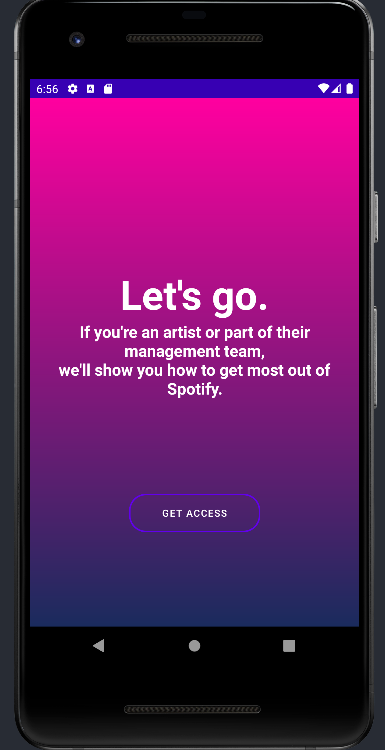 6:56
Let's go.
If you're an artist or part of their
management team,
we'll show you how to get most out of
Spotify.
GET ACCESS